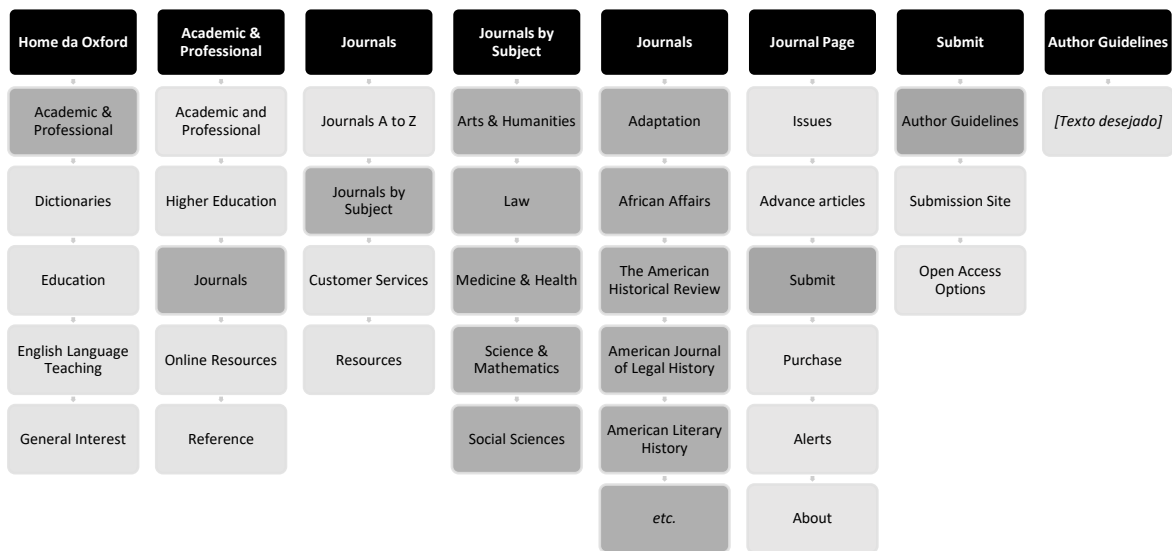 Home da Oxford
Academic &
Professional
Dictionaries
Education
English Language
Teaching
General Interest
Academic &
Professional
Academic and
Professional
Higher Education
Journals
Online Resources
Reference
Journals
Journals A to Z
Journals by
Subject
Customer Services
Resources
Journals by
Subject
Arts & Humanities
Law
Medicine & Health
Science &
Mathematics
Social Sciences
Journals
Adaptation
African Affairs
The American
Historical Review
American Journal
of Legal History
American Literary
History
etc.
Journal Page
Issues
Advance articles
Submit
Purchase
Alerts
About
Submit
Author Guidelines
Submission Site
Open Access
Options
Author Guidelines
[Texto desejado]